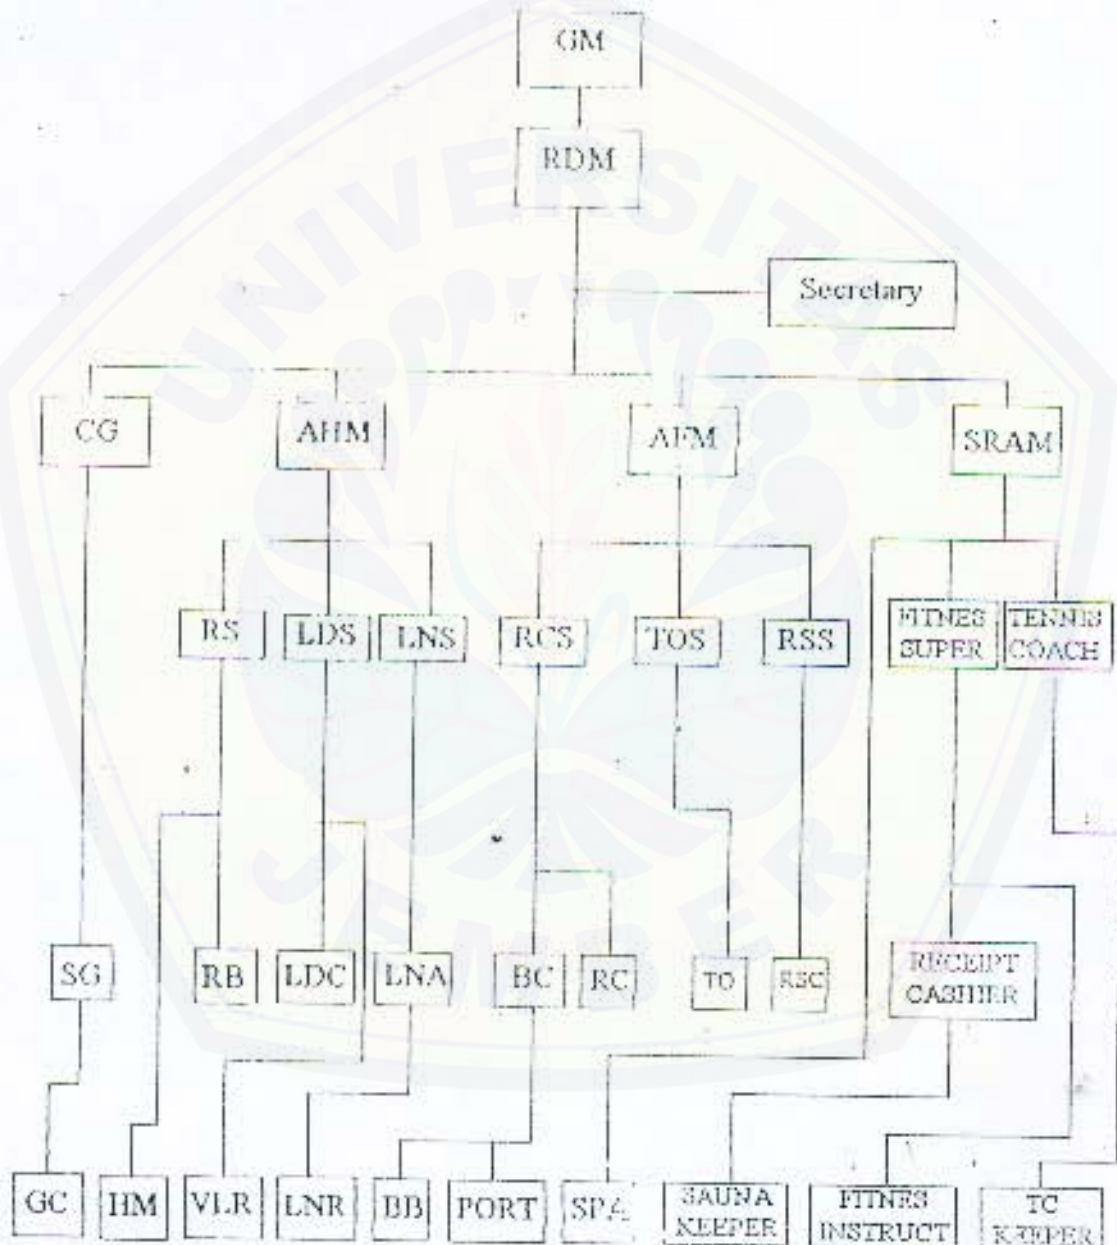 GM
RDM
Secretary
CG
AHM
AFM
SRAM
RS
LDS
LNS
RCS
TOS
RSS
FITNES
SUPER
TENNIS
COACH
SG
RB
LDC
LNA
BC
RC
TO
RSC
RECEIPT
CASHIER
GC
HM
VLR
LNR
BB
PORT
SPA
SAUNA
KEEPER
FITNES
INSTRUCT
TC
KEEPER
UNIVERSITAS
JEMBER